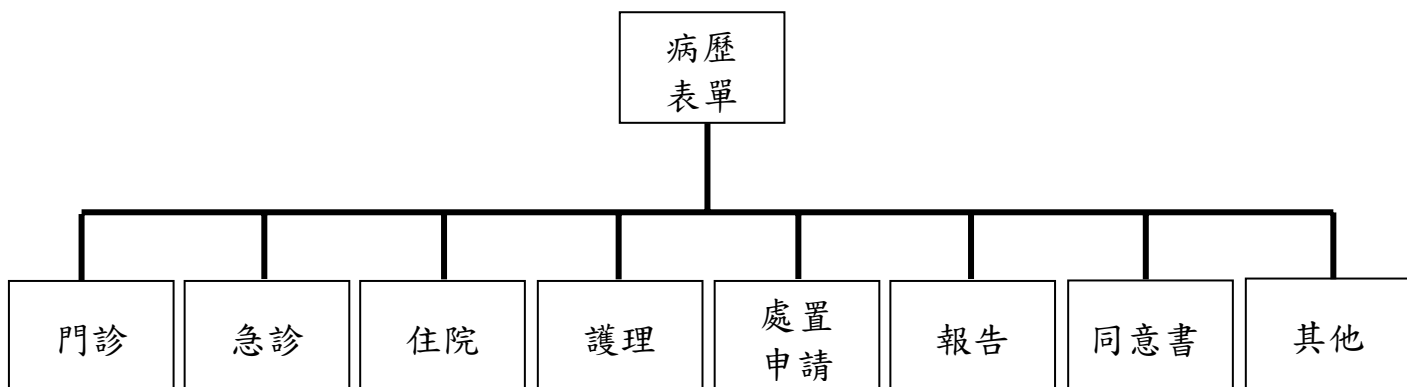 病歷
表單
門診
急診
住院
護理
處置
申請
報告
同意書
其他